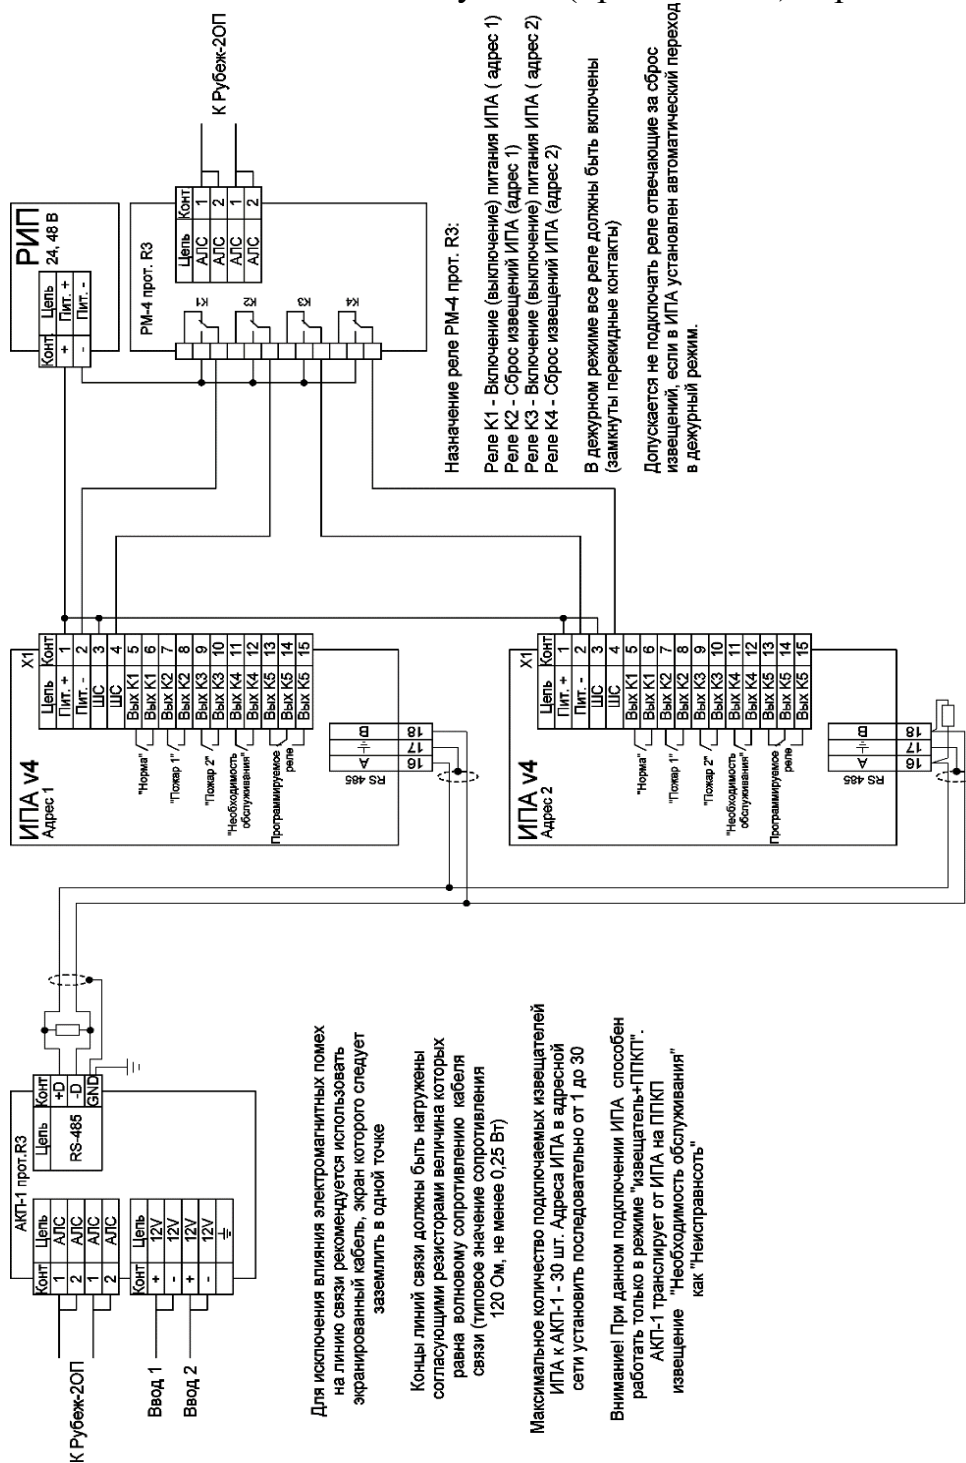 К Рубеж-2ОП
Ввод 1
Ввод 2
АКП-1 прот.R3
Конт Цепь
1 АЛС
2 АЛС
1 АЛС
2 АЛС
Конт Цепь
+ 12V
- 12V
+ 12V
- 12V
Цепь Конт
RS-485
+D
-D
GND
ИПА v4
Адрес 1
X1
Цепь Конт
Пит. + 1
Пит. - 2
ШС 3
ШС 4
Вых К1 5
Вых К1 6
Вых К2 7
Вых К2 8
Вых К3 9
Вых К3 10
Вых К4 11
Вых К4 12
Вых К5 13
Вых К5 14
Вых К5 15
"Норма"
"Пожар 1"
"Пожар 2"
"Необходимость
обслуживания"
Программируемое
реле
RS 485
A 16
17
B 18
ИПА v4
Адрес 2
X1
Цепь Конт
Пит. + 1
Пит. - 2
ШС 3
ШС 4
Вых К1 5
Вых К1 6
Вых К2 7
Вых К2 8
Вых К3 9
Вых К3 10
Вых К4 11
Вых К4 12
Вых К5 13
Вых К5 14
Вых К5 15
"Норма"
"Пожар 1"
"Пожар 2"
"Необходимость
обслуживания"
Программируемое
реле
RS 485
A 16
17
B 18
РИП
24, 48 В
Конт. Цепь
+ Пит. +
- Пит. -
РМ-4 прот. R3
К1
К2
К3
К4
Цепь Конт
АЛС 1
АЛС 2
АЛС 1
АЛС 2
К Рубеж-2ОП
Для исключения влияния электромагнитных помех
на линию связи рекомендуется использовать
экранированный кабель, экран которого следует
заземлить в одной точке
Концы линий связи должны быть нагружены
согласующими резисторами величина которых
равна волновому сопротивлению кабеля
связи (типовое значение сопротивления
120 Ом, не менее 0,25 Вт)
Максимальное количество подключаемых извещателей
ИПА к АКП-1 - 30 шт. Адреса ИПА в адресной
сети установить последовательно от 1 до 30
Внимание! При данном подключении ИПА способен
работать только в режиме "извещатель+ППКП".
АКП-1 транслирует от ИПА на ППКП
извещение "Необходимость обслуживания"
как "Неисправнсоть"
Назначение реле РМ-4 прот. R3:
Реле К1 - Включение (выключение) питания ИПА ( адрес 1)
Реле К2 - Сброс извещений ИПА (адрес 1)
Реле К3 - Включение (выключение) питания ИПА ( адрес 2)
Реле К4 - Сброс извещений ИПА (адрес 2)
В дежурном режиме все реле должны быть включены
(замкнуты перекидные контакты)
Допускается не подключать реле отвечающие за сброс
извещений, если в ИПА установлен автоматический переход
в дежурный режим.